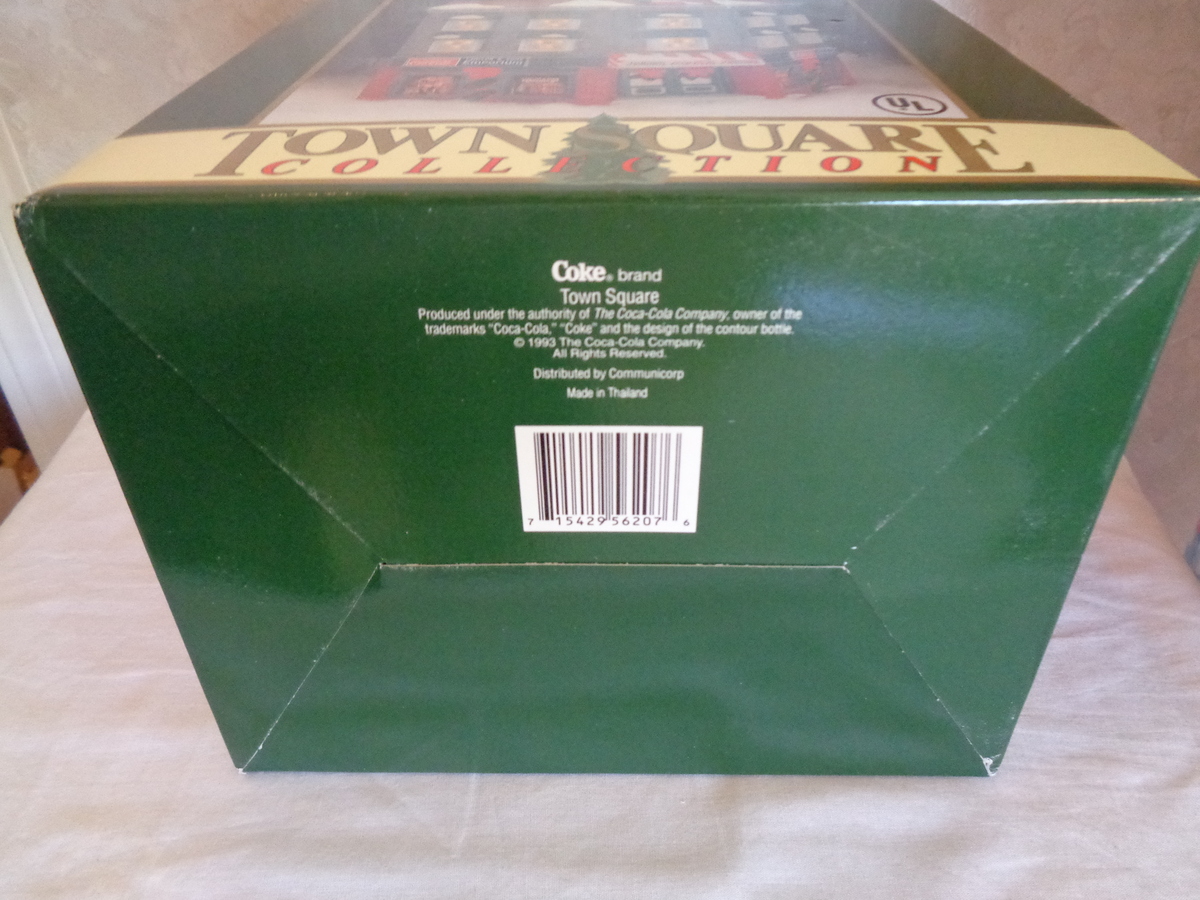 Emporium
UL
TOWN SQUARE
COLLECTION
Coke® brand
Town Square
Produced under the authority of The Coca-Cola Company, owner of the
trademarks "Coca-Cola," "Coke" and the design of the contour bottle.
© 1993 The Coca-Cola Company.
All Rights Reserved.
Distributed by Communicorp
Made in Thailand
7 15429 56207 6